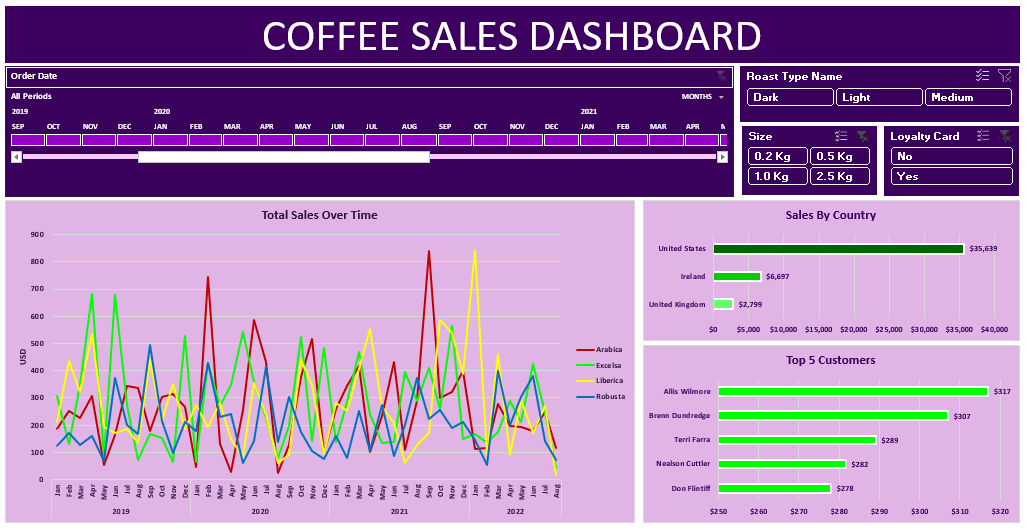 COFFEE SALES DASHBOARD
Order Date
All Periods MONTHS
2019 2020 2021
SEP OCT NOV DEC JAN FEB MAR APR MAY JUN JUL AUG SEP OCT NOV DEC JAN FEB MAR APR
Roast Type Name
Dark Light Medium
Size
0.2 Kg 0.5 Kg
1.0 Kg 2.5 Kg
Loyalty Card
No
Yes
Total Sales Over Time
USD
900
800
700
600
500
400
300
200
100
0
Jan Feb Mar Apr May Jun Jul Aug Sep Oct Nov Dec Jan Feb Mar Apr May Jun Jul Aug Sep Oct Nov Dec Jan Feb Mar Apr May Jun Jul Aug Sep Oct Nov Dec Jan Feb Mar Apr May Jun Jul Aug
2019 2020 2021 2022
Arabica
Excelsa
Liberica
Robusta
Sales By Country
United States $35,639
Ireland $6,697
United Kingdom $2,799
$0 $5,000 $10,000 $15,000 $20,000 $25,000 $30,000 $35,000 $40,000
Top 5 Customers
Allis Wilmore $317
Brenn Dundredge $307
Terri Farra $289
Nealson Cuttler $282
Don Flintiff $278
$250 $260 $270 $280 $290 $300 $310 $320